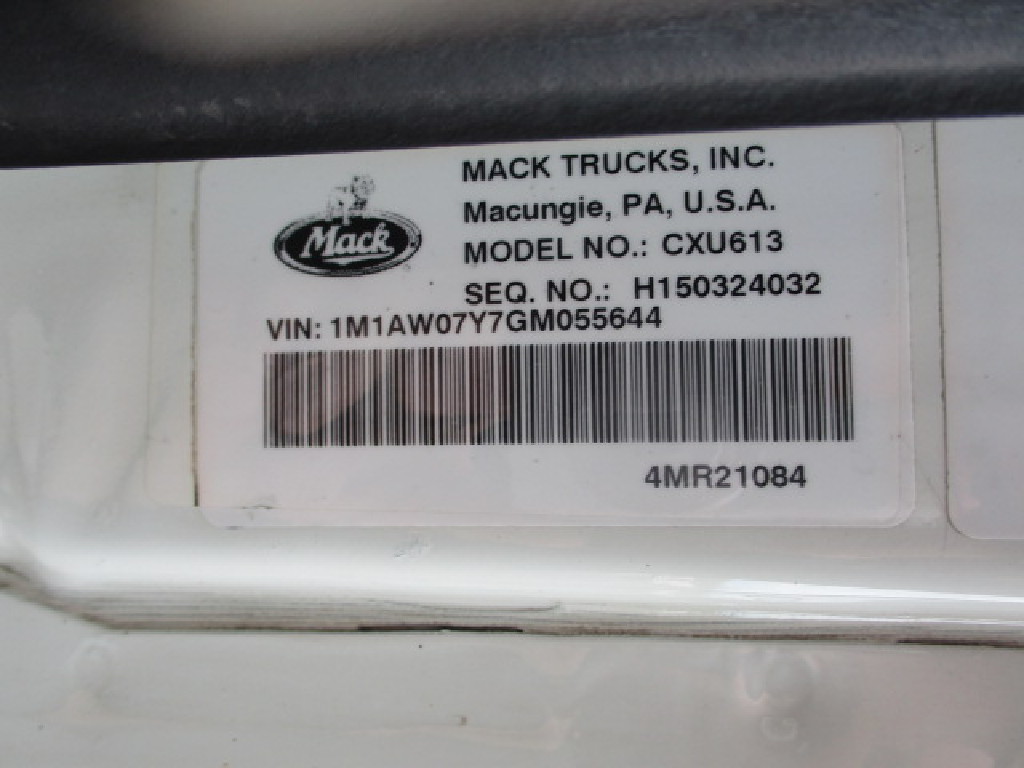 MACK TRUCKS, INC.
Mack
Macungie, PA, U.S.A.
MODEL NO.: CXU613
SEQ. NO.: H150324032
VIN: 1M1AW07Y7GM055644
4MR21084